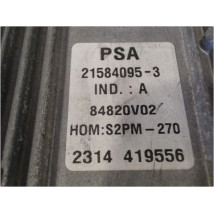 PSA
21584095-3
IND. : A
84820V02
HOM:S2PM-270
2314 419556